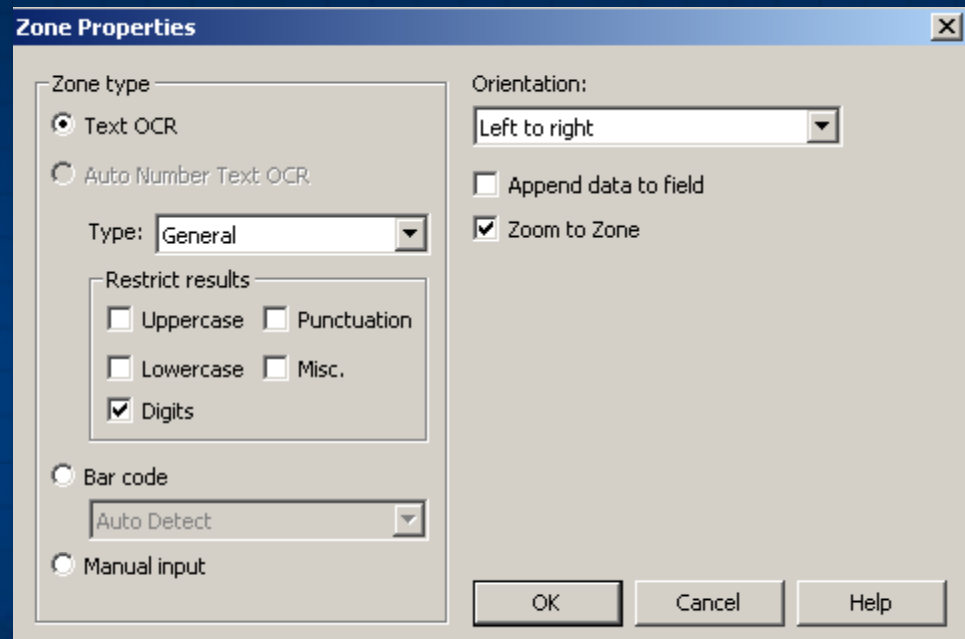 Zone Properties
Zone type
Text OCR
Auto Number Text OCR
Type: General
Restrict results
Uppercase Punctuation
Lowercase Misc.
Digits
Bar code
Auto Detect
Manual input
Orientation:
Left to right
Append data to field
Zoom to Zone
OK Cancel Help